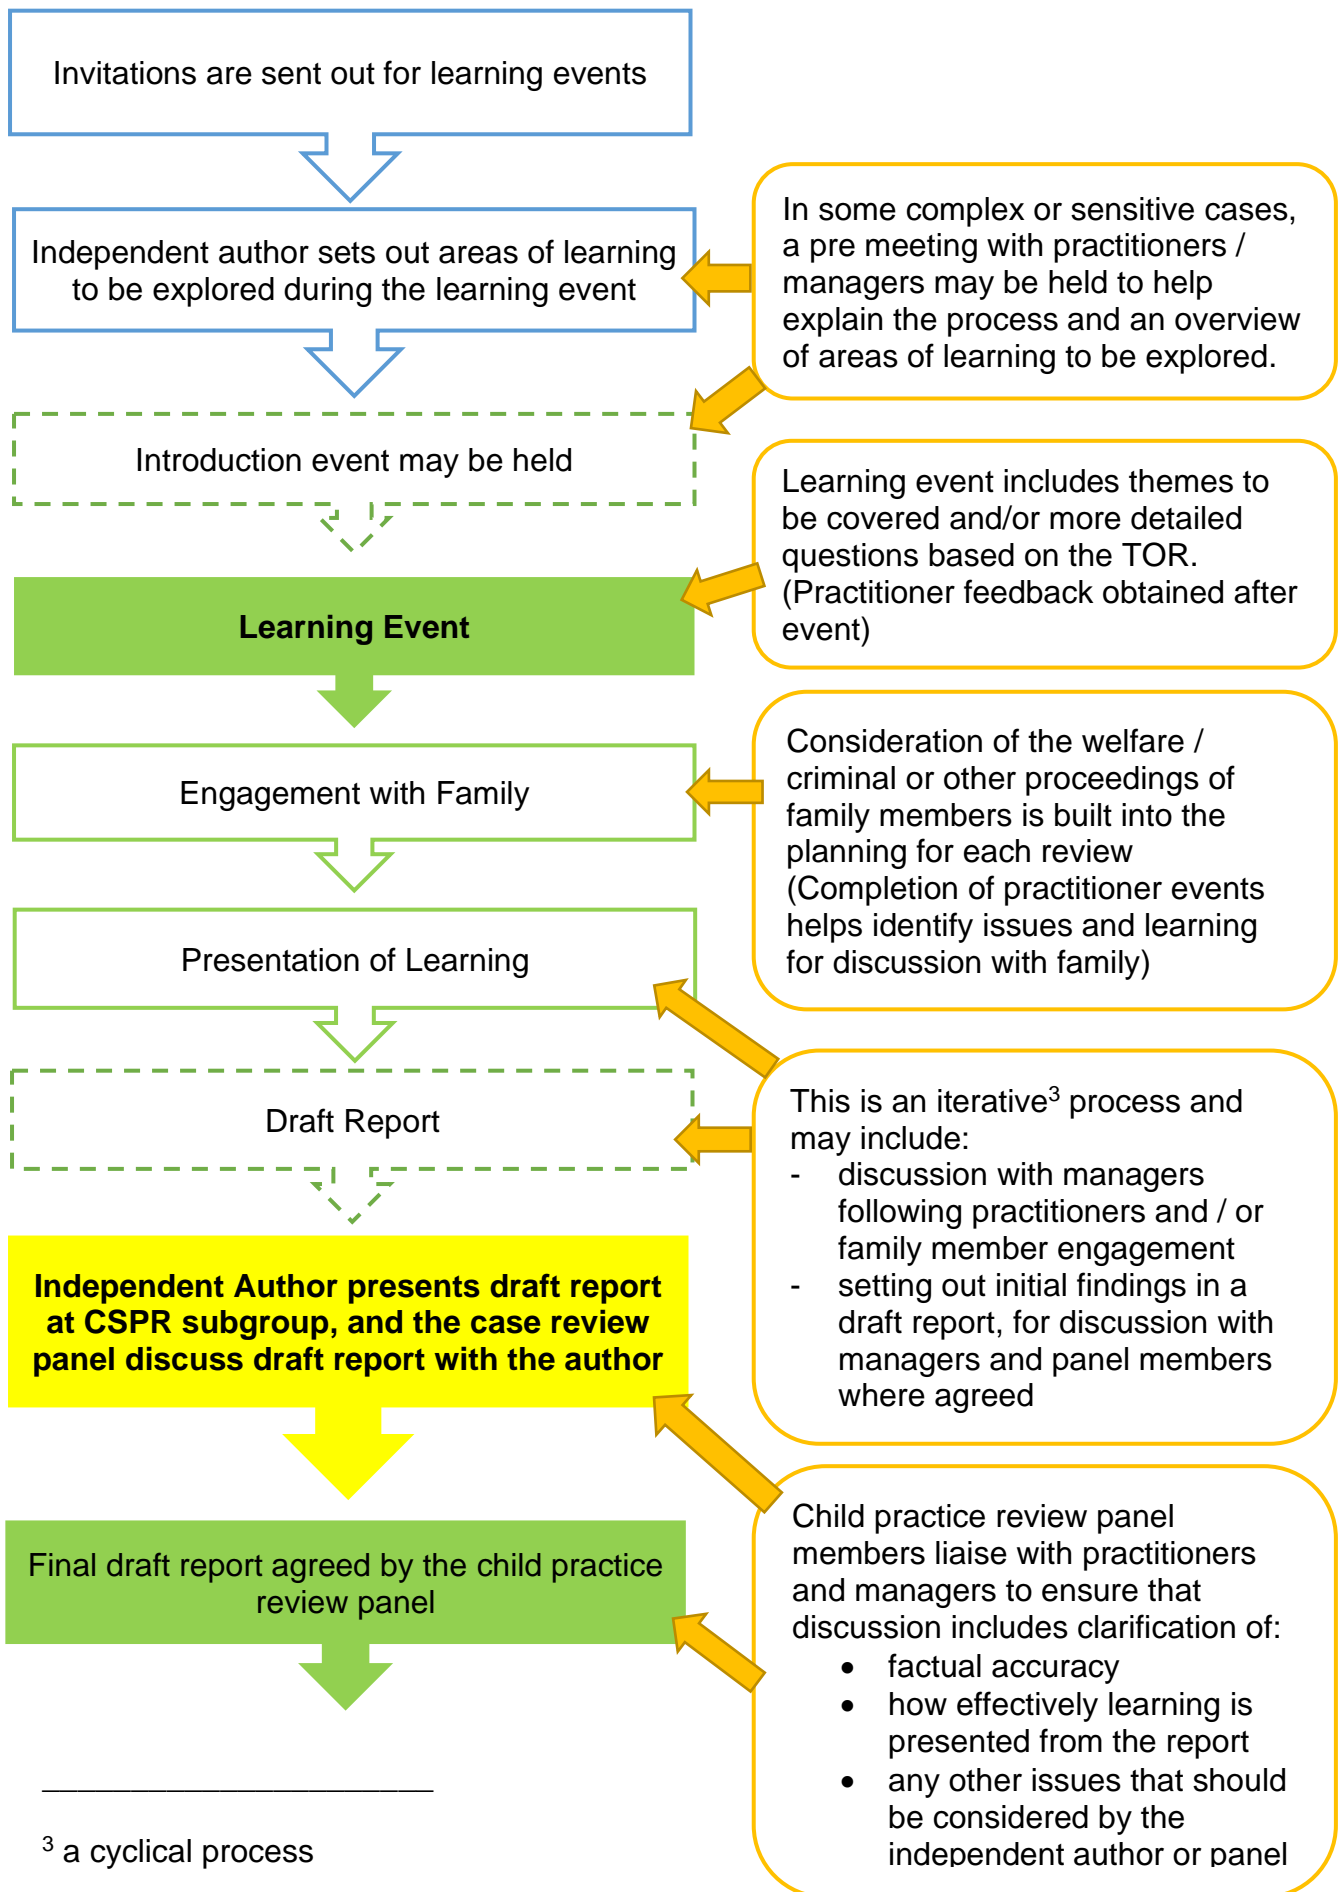 Invitations are sent out for learning events
Independent author sets out areas of learning
to be explored during the learning event
In some complex or sensitive cases,
a pre meeting with practitioners /
managers may be held to help
explain the process and an overview
of areas of learning to be explored.
Introduction event may be held
Learning event includes themes to
be covered and/or more detailed
questions based on the TOR.
(Practitioner feedback obtained after
event)
Learning Event
Engagement with Family
Consideration of the welfare /
criminal or other proceedings of
family members is built into the
planning for each review
(Completion of practitioner events
helps identify issues and learning
for discussion with family)
Presentation of Learning
Draft Report
This is an iterative³ process and
may include:
- discussion with managers
following practitioners and / or
family member engagement
- setting out initial findings in a
draft report, for discussion with
managers and panel members
where agreed
Independent Author presents draft report
at CSPR subgroup, and the case review
panel discuss draft report with the author
Final draft report agreed by the child practice
review panel
Child practice review panel
members liaise with practitioners
and managers to ensure that
discussion includes clarification of:
• factual accuracy
• how effectively learning is
presented from the report
• any other issues that should
be considered by the
independent author or panel
³ a cyclical process